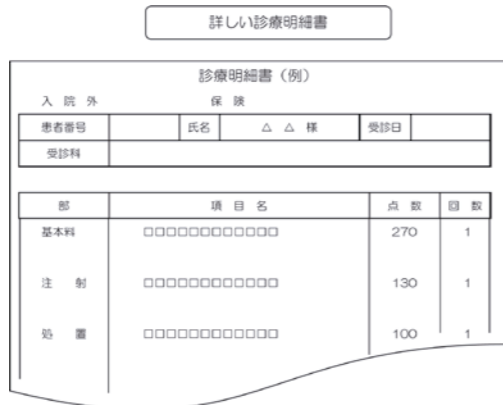 詳しい診療明細書
診療明細書（例）
入 院 外 保 険
患者番号 氏名 △ △ 様 受診日
受診科
部 項 目 名 点 数 回 数
基本料 □□□□□□□□□□□□ 270 1
注 射 □□□□□□□□□□□□ 130 1
処 置 □□□□□□□□□□□□ 100 1